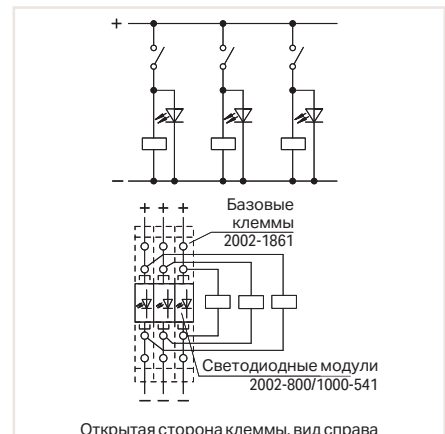 +
−
+ + +
Базовые
клеммы
2002-1861
Светодиодные модули
2002-800/1000-541
− − −
Открытая сторона клеммы, вид справа